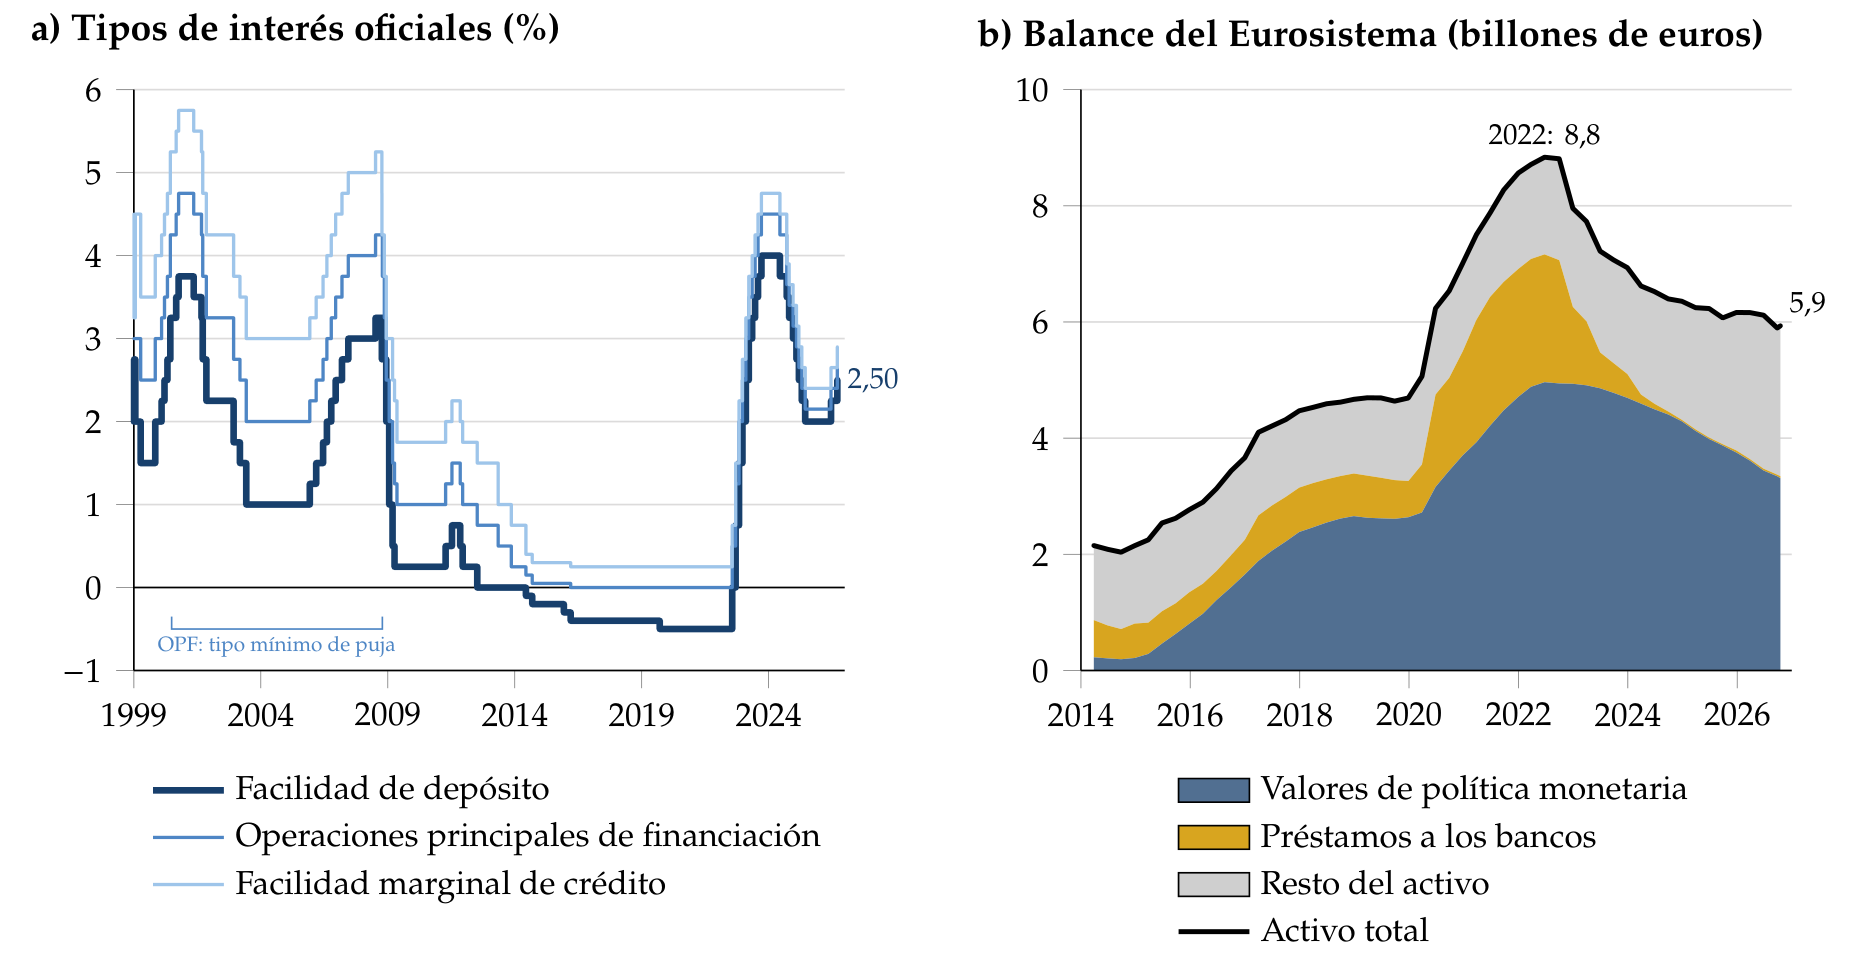 a) Tipos de interés oficiales (%)
6
5
4
3
2
1
0
−1
2,50
OPF: tipo mínimo de puja
1999 2004 2009 2014 2019 2024
Facilidad de depósito
Operaciones principales de financiación
Facilidad marginal de crédito
b) Balance del Eurosistema (billones de euros)
10
8
6
4
2
0
2022: 8,8
5,9
2014 2016 2018 2020 2022 2024 2026
Valores de política monetaria
Préstamos a los bancos
Resto del activo
Activo total